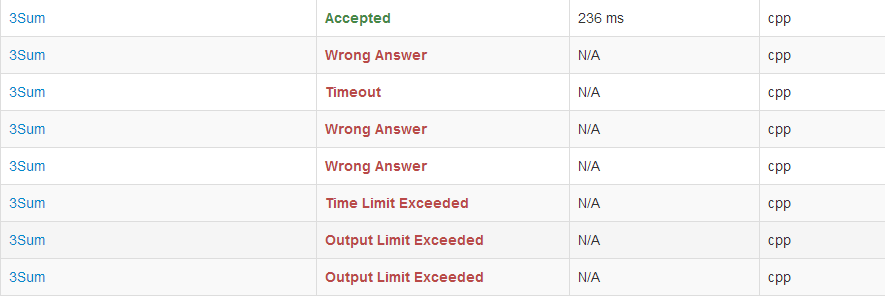 3Sum Accepted 236 ms cpp
3Sum Wrong Answer N/A cpp
3Sum Timeout N/A cpp
3Sum Wrong Answer N/A cpp
3Sum Wrong Answer N/A cpp
3Sum Time Limit Exceeded N/A cpp
3Sum Output Limit Exceeded N/A cpp
3Sum Output Limit Exceeded N/A cpp